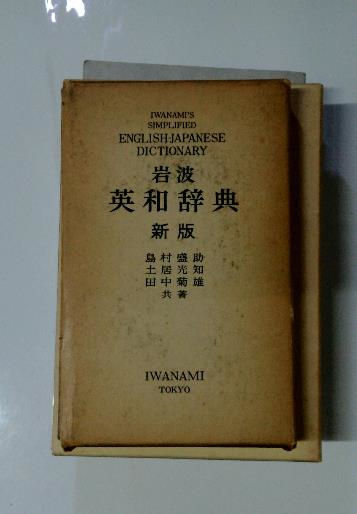 IWANAMI'S
SIMPLIFIED
ENGLISH-JAPANESE
DICTIONARY
岩波
英和辞典
新版
島村盛助
土居光知
田中菊雄
共著
IWANAMI
TOKYO